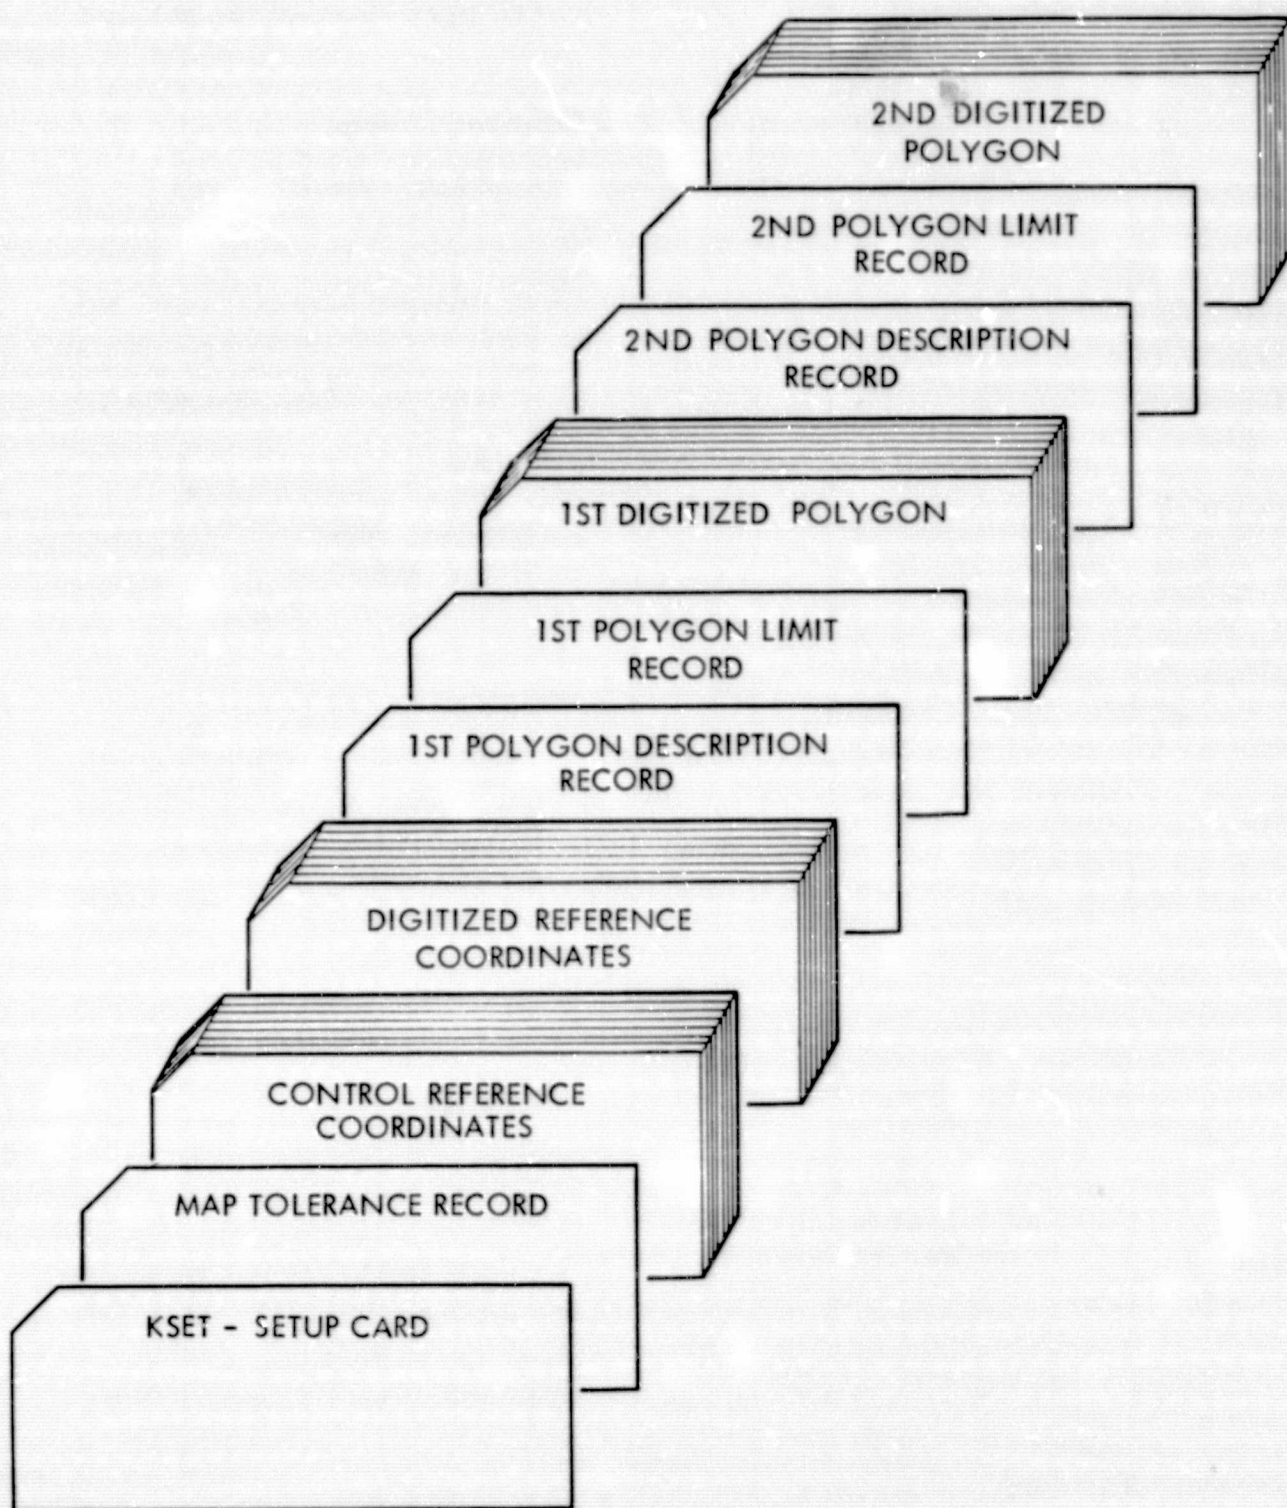 2ND DIGITIZED
POLYGON
2ND POLYGON LIMIT
RECORD
2ND POLYGON DESCRIPTION
RECORD
1ST DIGITIZED POLYGON
1ST POLYGON LIMIT
RECORD
1ST POLYGON DESCRIPTION
RECORD
DIGITIZED REFERENCE
COORDINATES
CONTROL REFERENCE
COORDINATES
MAP TOLERANCE RECORD
KSET - SETUP CARD